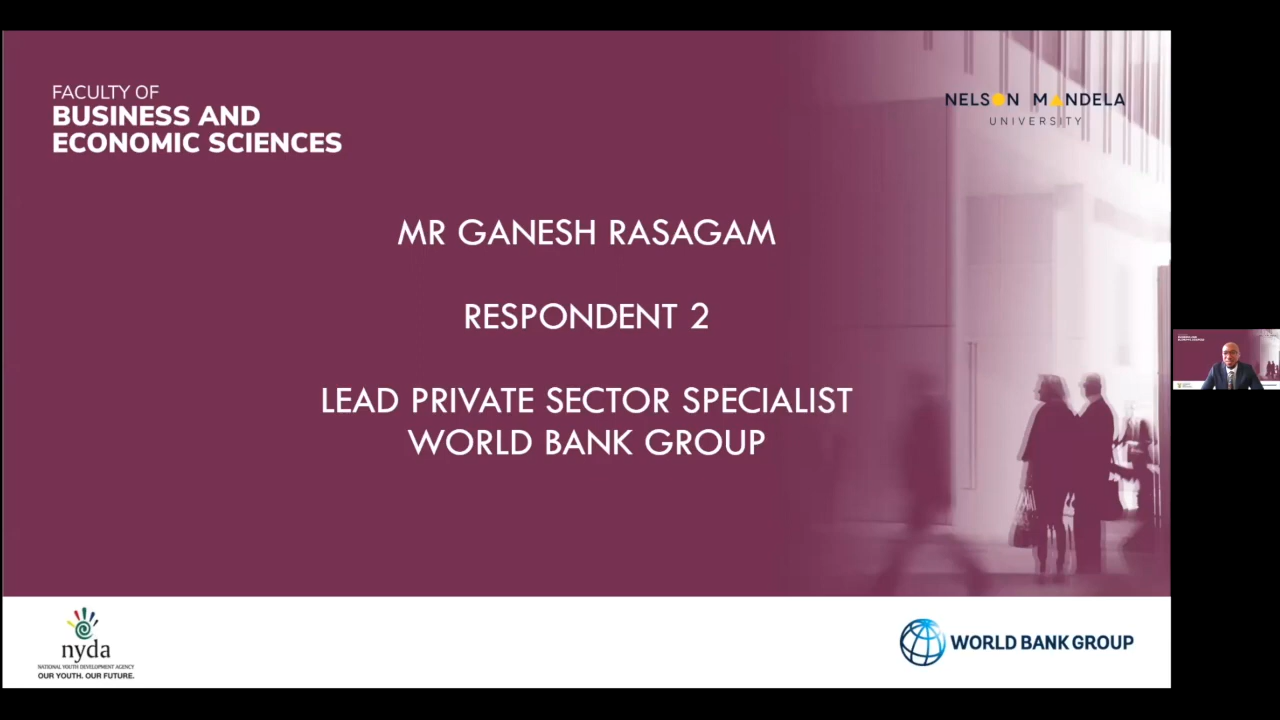 FACULTY OF
BUSINESS AND
ECONOMIC SCIENCES
NELSON MANDELA
UNIVERSITY
MR GANESH RASAGAM
RESPONDENT 2
LEAD PRIVATE SECTOR SPECIALIST
WORLD BANK GROUP
nyda
NATIONAL YOUTH DEVELOPMENT AGENCY
OUR YOUTH. OUR FUTURE.
WORLD BANK GROUP